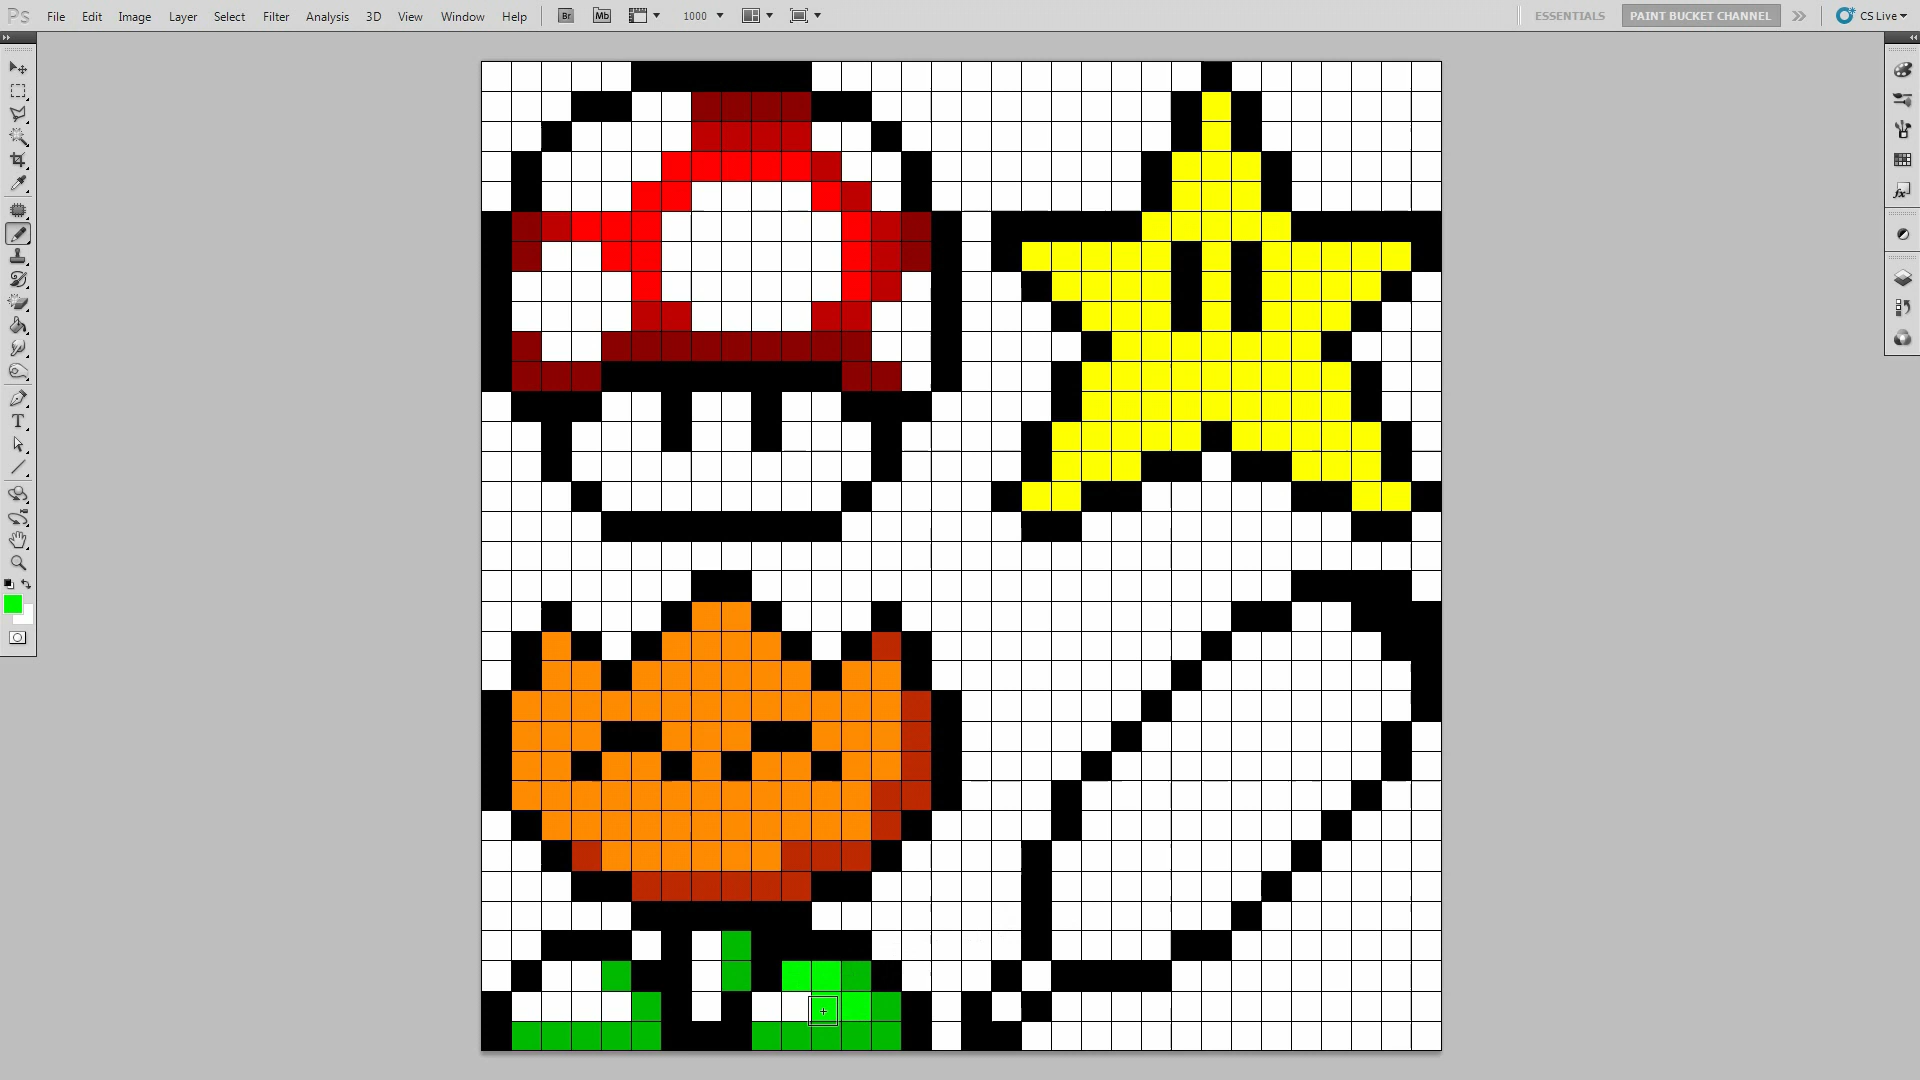 Ps File Edit Image Layer Select Filter Analysis 3D View Window Help Br Mb 1000 ESSENTIALS PAINT BUCKET CHANNEL CS Live
T
fx